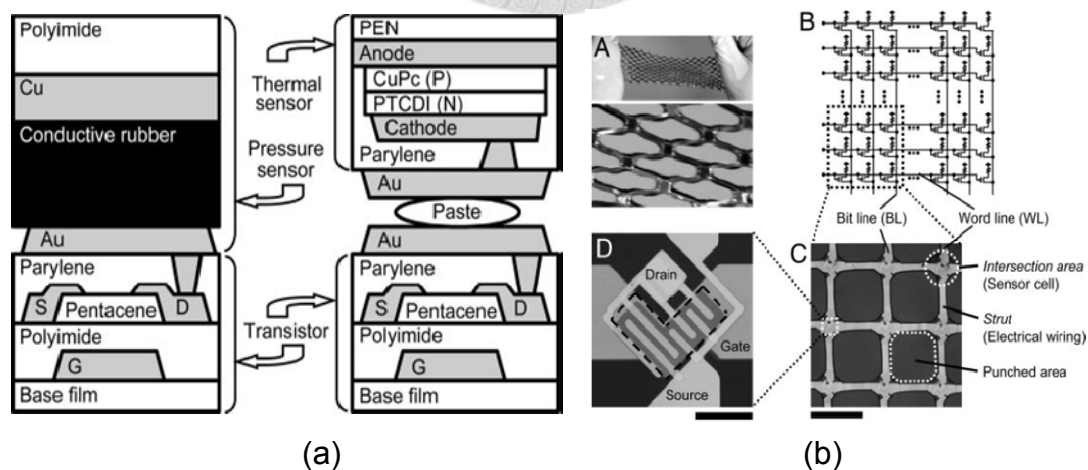 Polyimide
Cu
Conductive rubber
Au
Parylene
S
Pentacene
D
Polyimide
G
Base film
Thermal
sensor
Pressure
sensor
Transistor
PEN
Anode
CuPc (P)
PTCDI (N)
Cathode
Parylene
Au
Paste
Au
Parylene
S
Pentacene
D
Polyimide
G
Base film
(a)
A
B
Bit line (BL)
Word line (WL)
D
Drain
Gate
Source
C
Intersection area
(Sensor cell)
Strut
(Electrical wiring)
Punched area
(b)